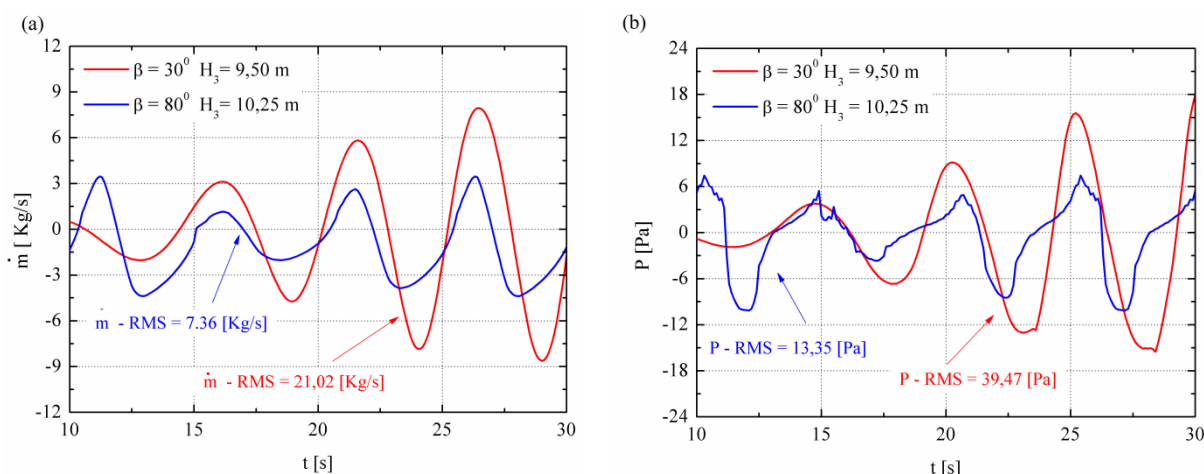 (a)
12
9
6
3
0
-3
-6
-9
-12
ṁ [ Kg/s]
β = 30⁰ H₃= 9,50 m
β = 80⁰ H₃= 10,25 m
ṁ - RMS = 7.36 [Kg/s]
ṁ - RMS = 21,02 [Kg/s]
10 15 20 25 30
t [s]
(b)
24
18
12
6
0
-6
-12
-18
-24
P [Pa]
β = 30⁰ H₃= 9,50 m
β = 80⁰ H₃= 10,25 m
P - RMS = 13,35 [Pa]
P - RMS = 39,47 [Pa]
10 15 20 25 30
t [s]